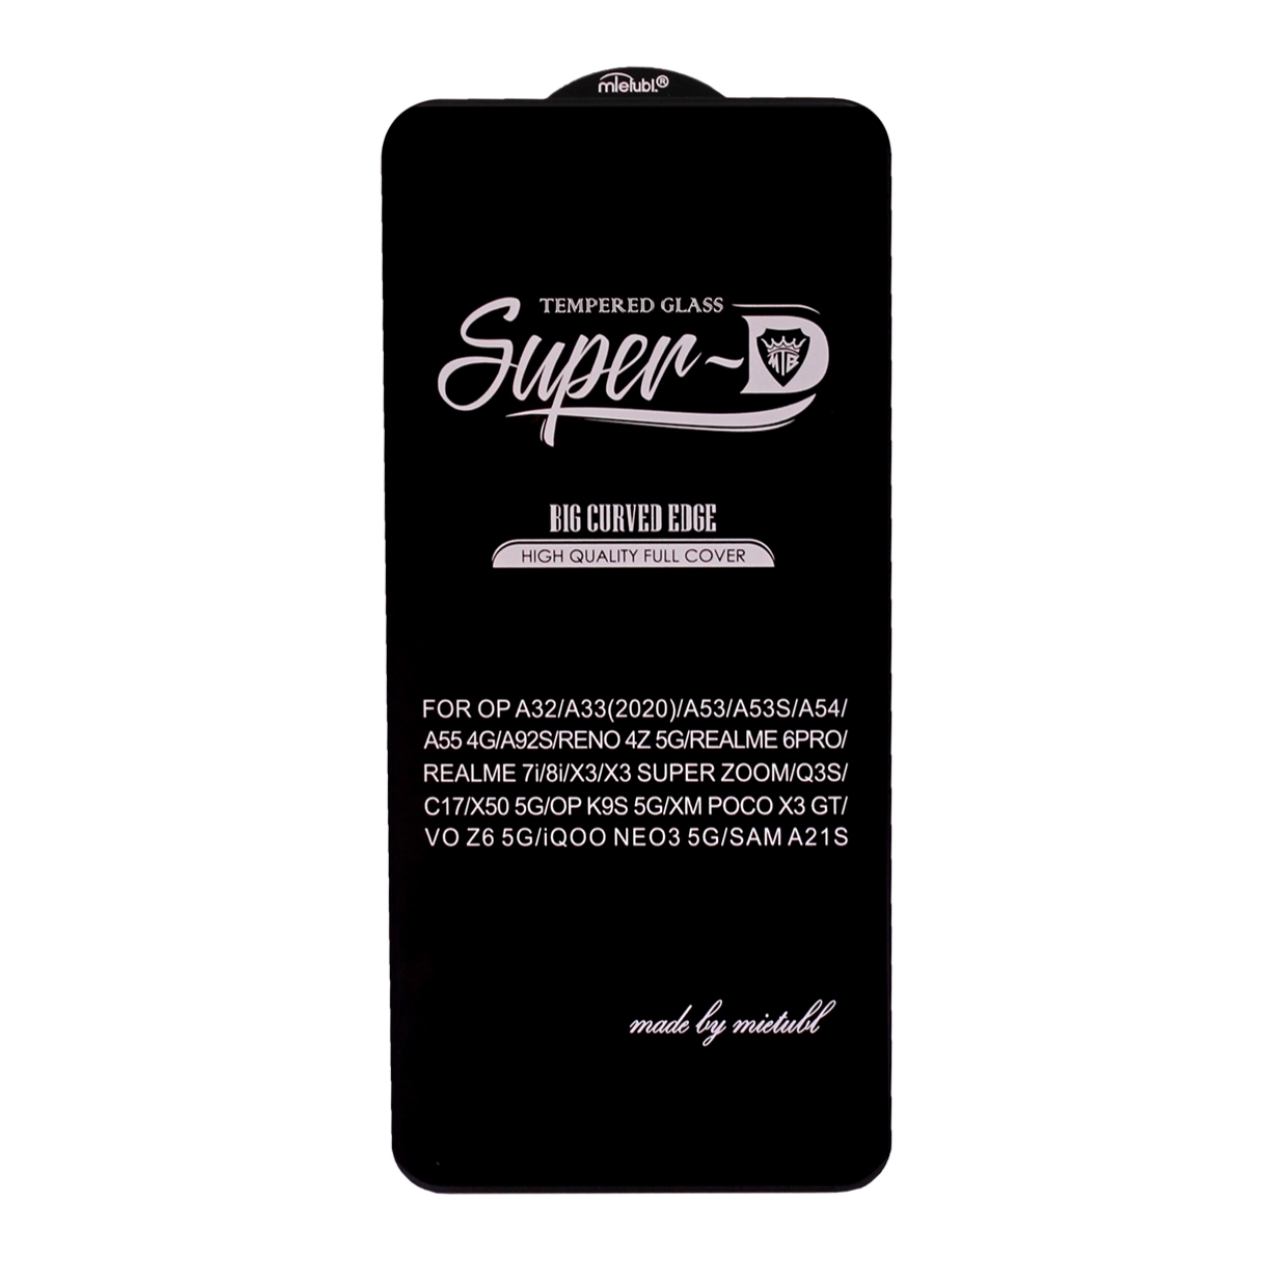 mietubl.®
TEMPERED GLASS
Super-D
MTB
BIG CURVED EDGE
HIGH QUALITY FULL COVER
FOR OP A32/A33(2020)/A53/A53S/A54/
A55 4G/A92S/RENO 4Z 5G/REALME 6PRO/
REALME 7i/8i/X3/X3 SUPER ZOOM/Q3S/
C17/X50 5G/OP K9S 5G/XM POCO X3 GT/
VO Z6 5G/iQOO NEO3 5G/SAM A21S
made by mietubl